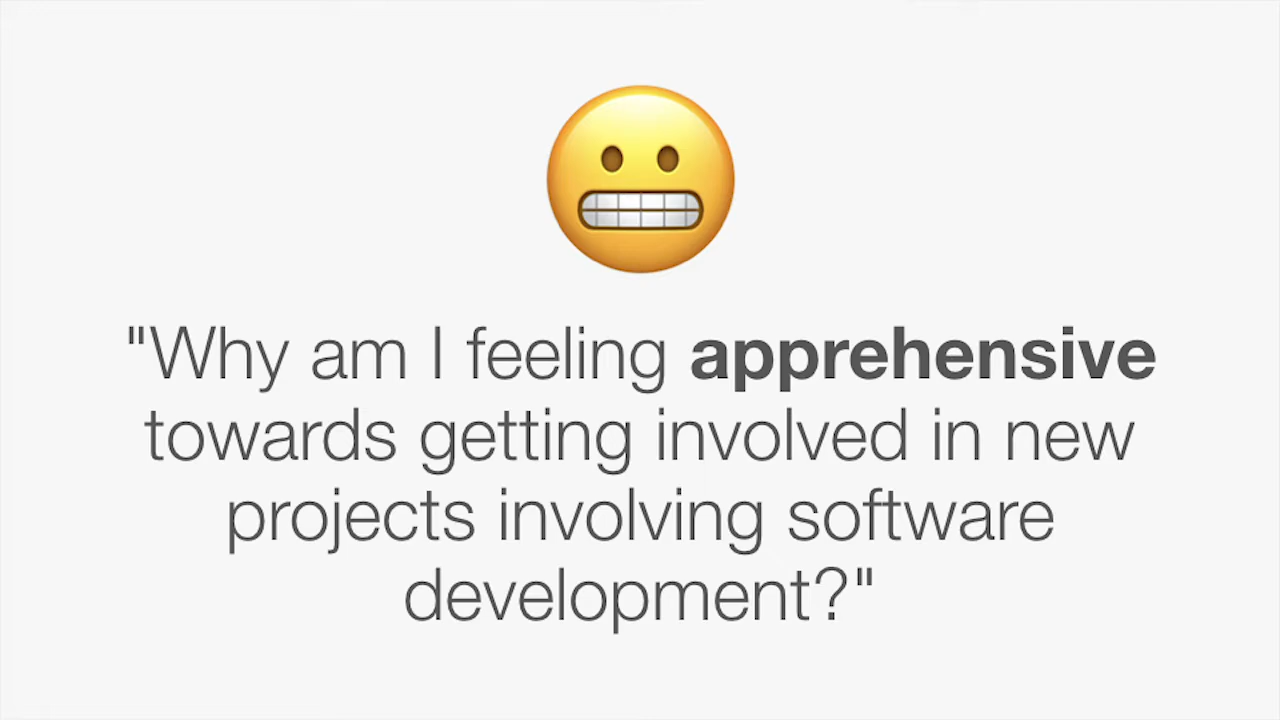 "Why am I feeling apprehensive
towards getting involved in new
projects involving software
development?"